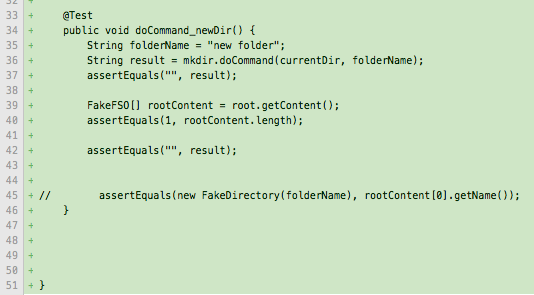 32 +
33 + @Test
34 + public void doCommand_newDir() {
35 + String folderName = "new folder";
36 + String result = mkdir.doCommand(currentDir, folderName);
37 + assertEquals("", result);
38 +
39 + FakeFSO[] rootContent = root.getContent();
40 + assertEquals(1, rootContent.length);
41 +
42 + assertEquals("", result);
43 +
44 +
45 + // assertEquals(new FakeDirectory(folderName), rootContent[0].getName());
46 + }
47 +
48 +
49 +
50 +
51 + }